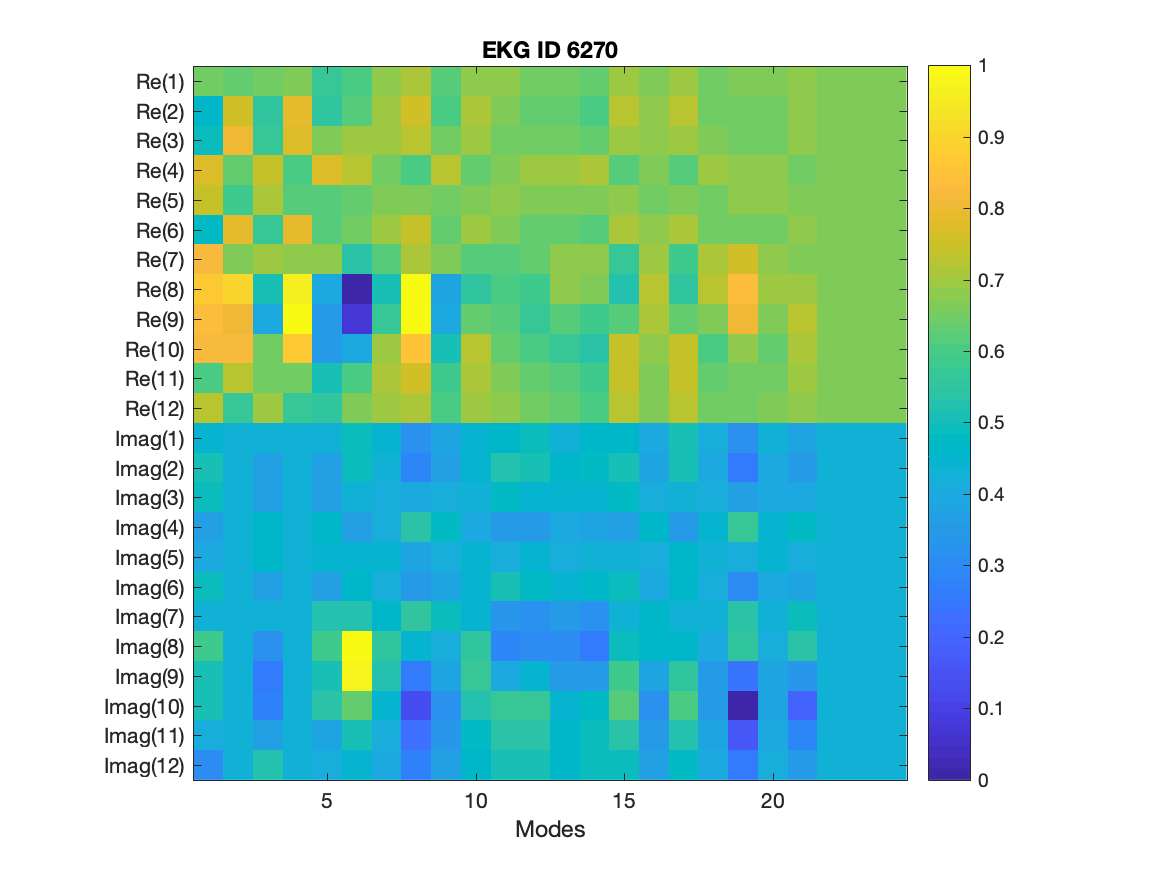 EKG ID 6270
Re(1)
Re(2)
Re(3)
Re(4)
Re(5)
Re(6)
Re(7)
Re(8)
Re(9)
Re(10)
Re(11)
Re(12)
Imag(1)
Imag(2)
Imag(3)
Imag(4)
Imag(5)
Imag(6)
Imag(7)
Imag(8)
Imag(9)
Imag(10)
Imag(11)
Imag(12)
5 10 15 20
Modes
1
0.9
0.8
0.7
0.6
0.5
0.4
0.3
0.2
0.1
0